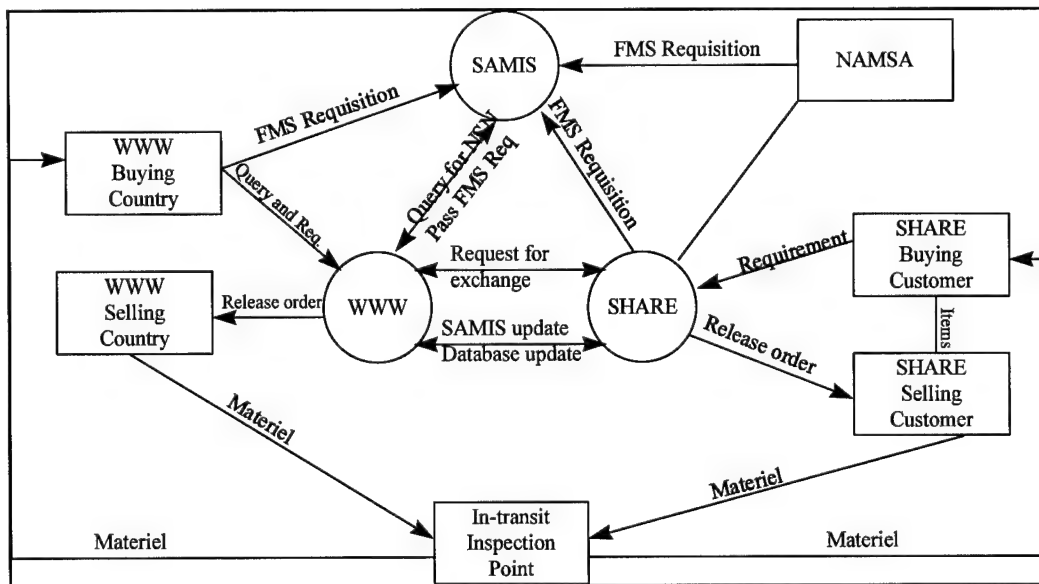 SAMIS
FMS Requisition
NAMSA
FMS Requisition
FMS Requisition
WWW
Buying
Country
Query and Req.
Query for NSN
Pass FMS Req
SHARE
Buying
Customer
Requirement
Request for
exchange
WWW
Selling
Country
Release order
WWW
SHARE
SAMIS update
Database update
Items
Release order
SHARE
Selling
Customer
Materiel
Materiel
In-transit
Inspection
Point
Materiel
Materiel